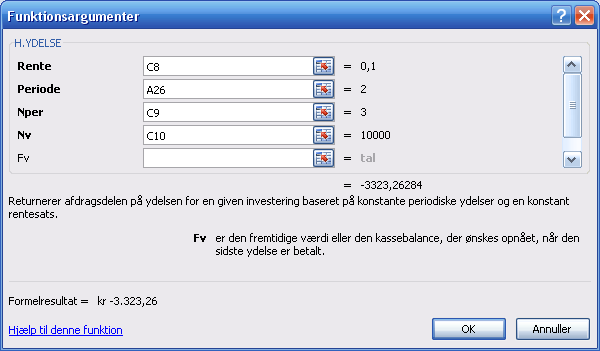 Funktionsargumenter
H.YDELSE
Rente C8 = 0,1
Periode A26 = 2
Nper C9 = 3
Nv C10 = 10000
Fv = tal
= -3323,26284
Returnerer afdragsdelen på ydelsen for en given investering baseret på konstante periodiske ydelser og en konstant
rentesats.
Fv er den fremtidige værdi eller den kassebalance, der ønskes opnået, når den
sidste ydelse er betalt.
Formelresultat = kr -3.323,26
Hjælp til denne funktion OK Annuller